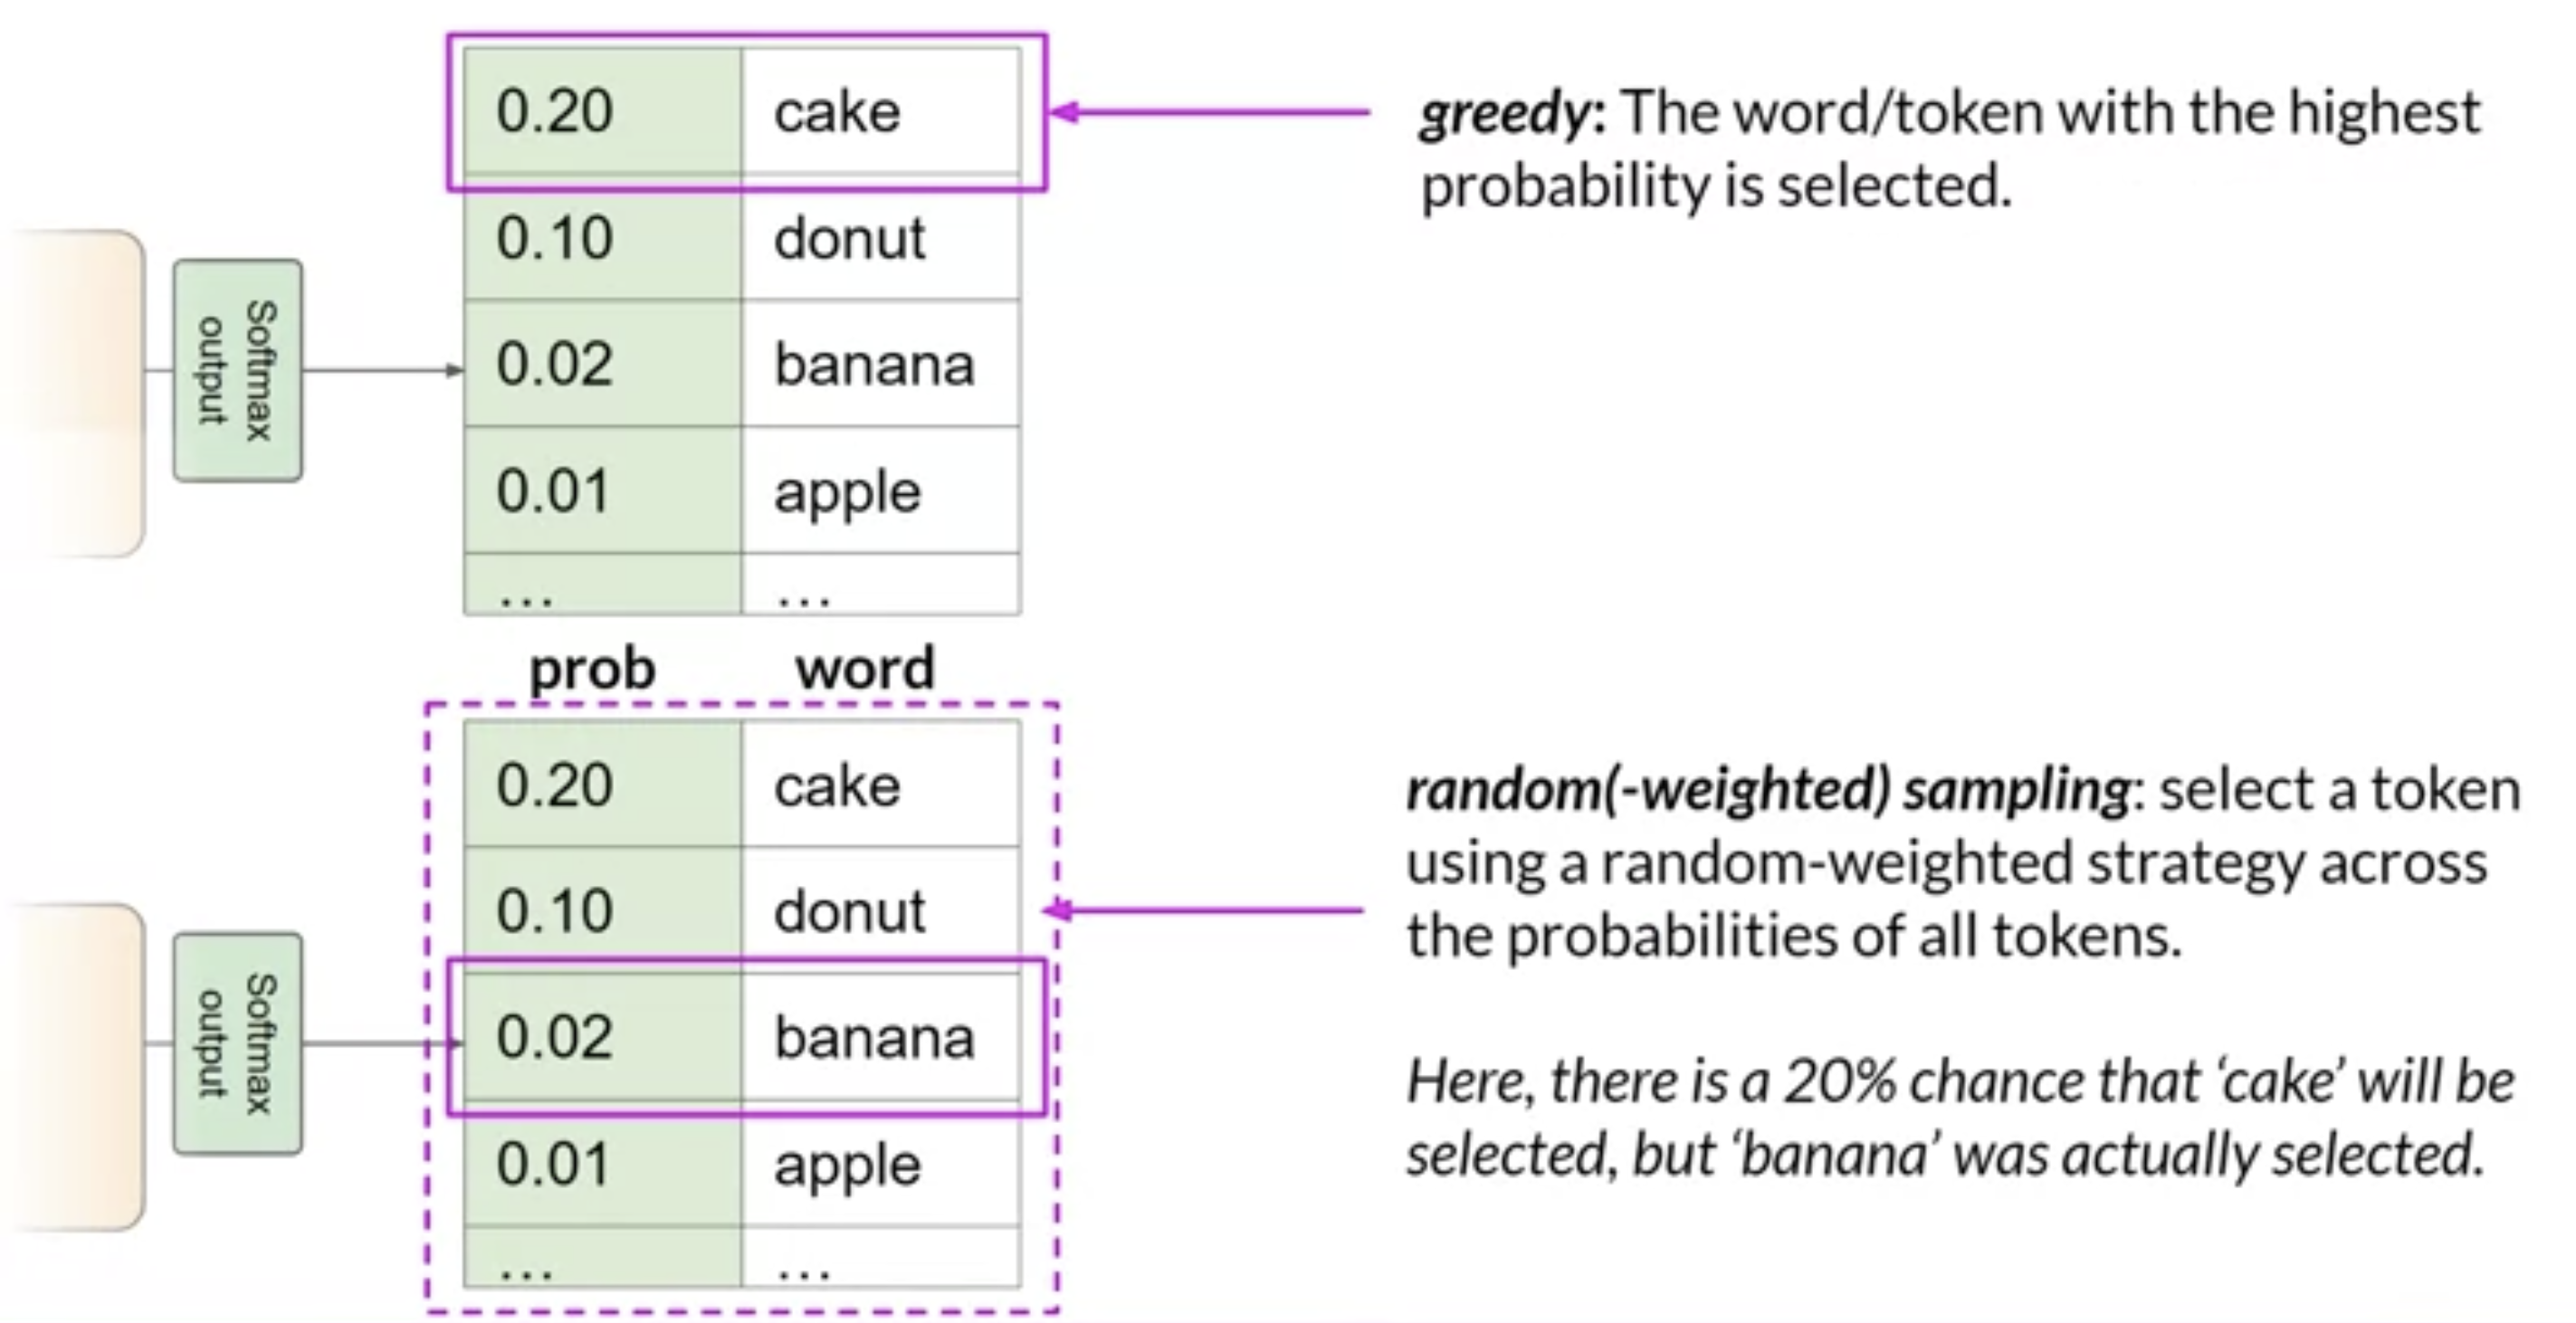 0.20 cake
greedy: The word/token with the highest
probability is selected.
0.10 donut
Softmax
output
0.02 banana
0.01 apple
... ...
prob word
0.20 cake
0.10 donut
random(-weighted) sampling: select a token
using a random-weighted strategy across
the probabilities of all tokens.
Softmax
output
0.02 banana
0.01 apple
... ...
Here, there is a 20% chance that ‘cake’ will be
selected, but ‘banana’ was actually selected.